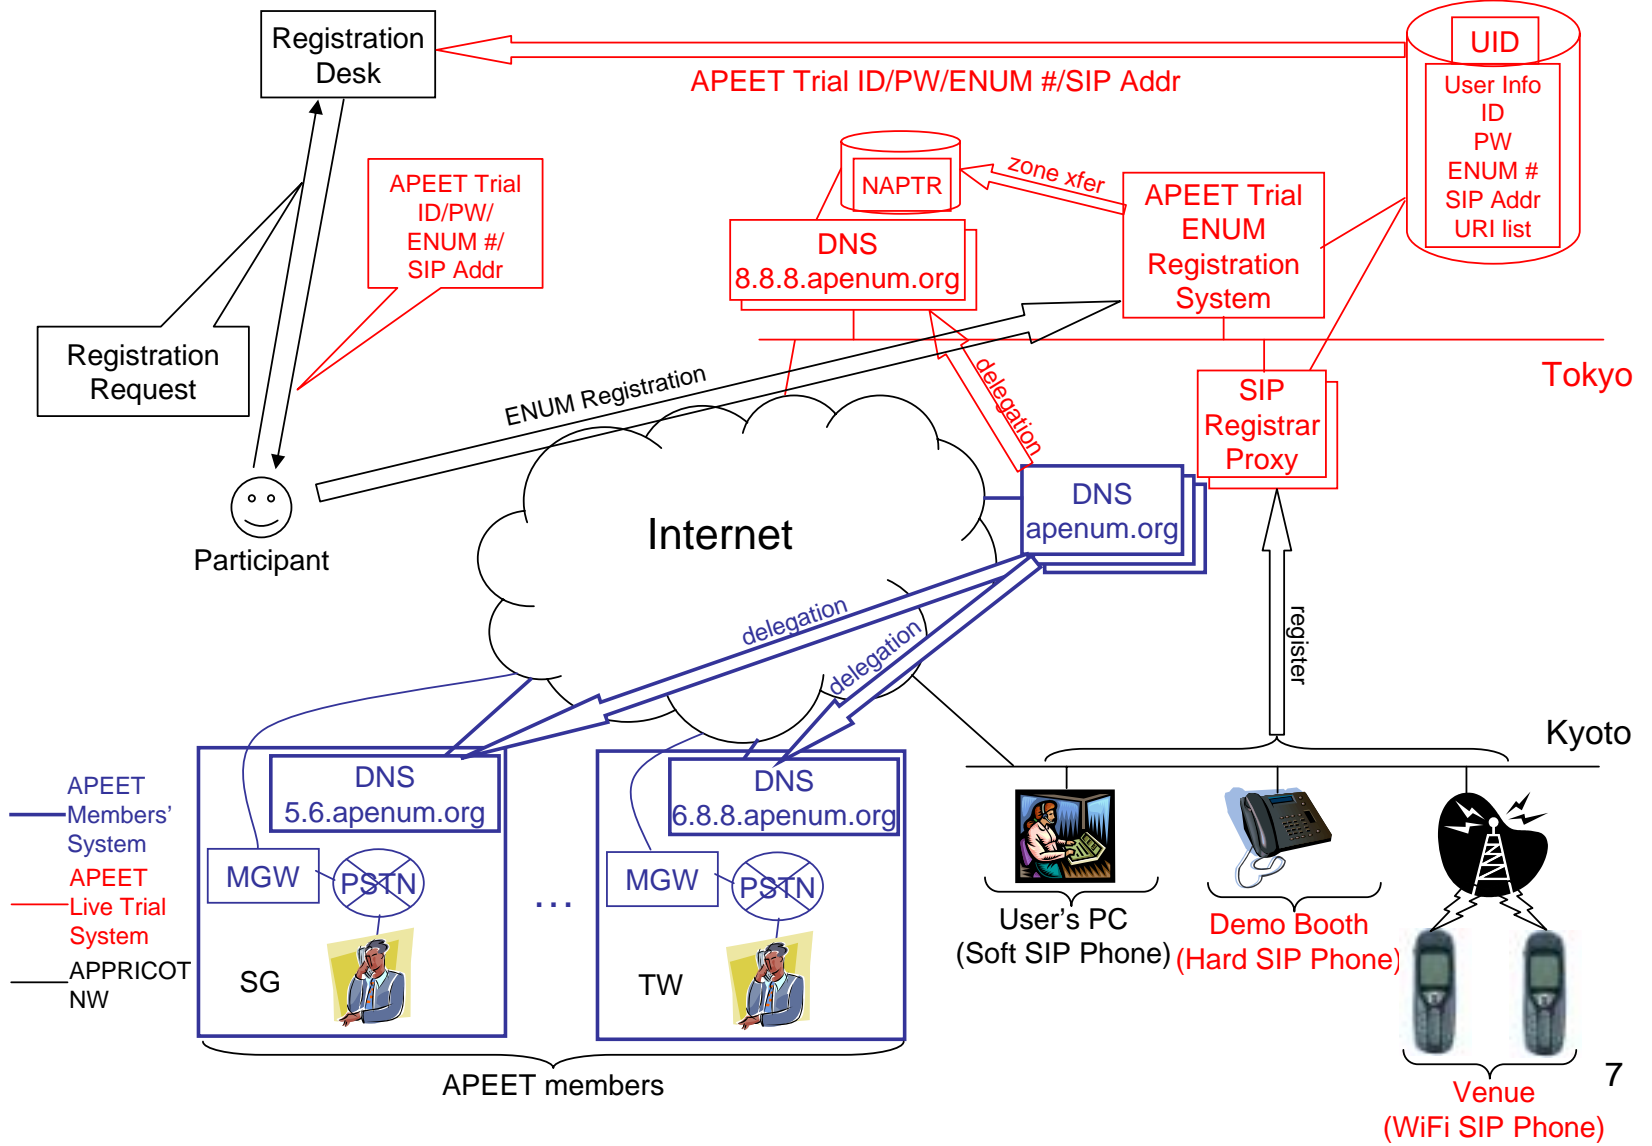 Registration
Desk
APEET Trial ID/PW/ENUM #/SIP Addr
UID
User Info
ID
PW
ENUM #
SIP Addr
URI list
APEET Trial
ID/PW/
ENUM #/
SIP Addr
NAPTR
zone xfer
APEET Trial
ENUM
Registration
System
DNS
8.8.8.apenum.org
Registration
Request
ENUM Registration
delegation
Tokyo
SIP
Registrar
Proxy
Participant
Internet
DNS
apenum.org
delegation
delegation
register
Kyoto
APEET
Members'
System
APEET
Live Trial
System
APPRICOT
NW
DNS
5.6.apenum.org
MGW
PSTN
SG
...
DNS
6.8.8.apenum.org
MGW
PSTN
TW
APEET members
User's PC
(Soft SIP Phone)
Demo Booth
(Hard SIP Phone)
Venue
(WiFi SIP Phone)
7